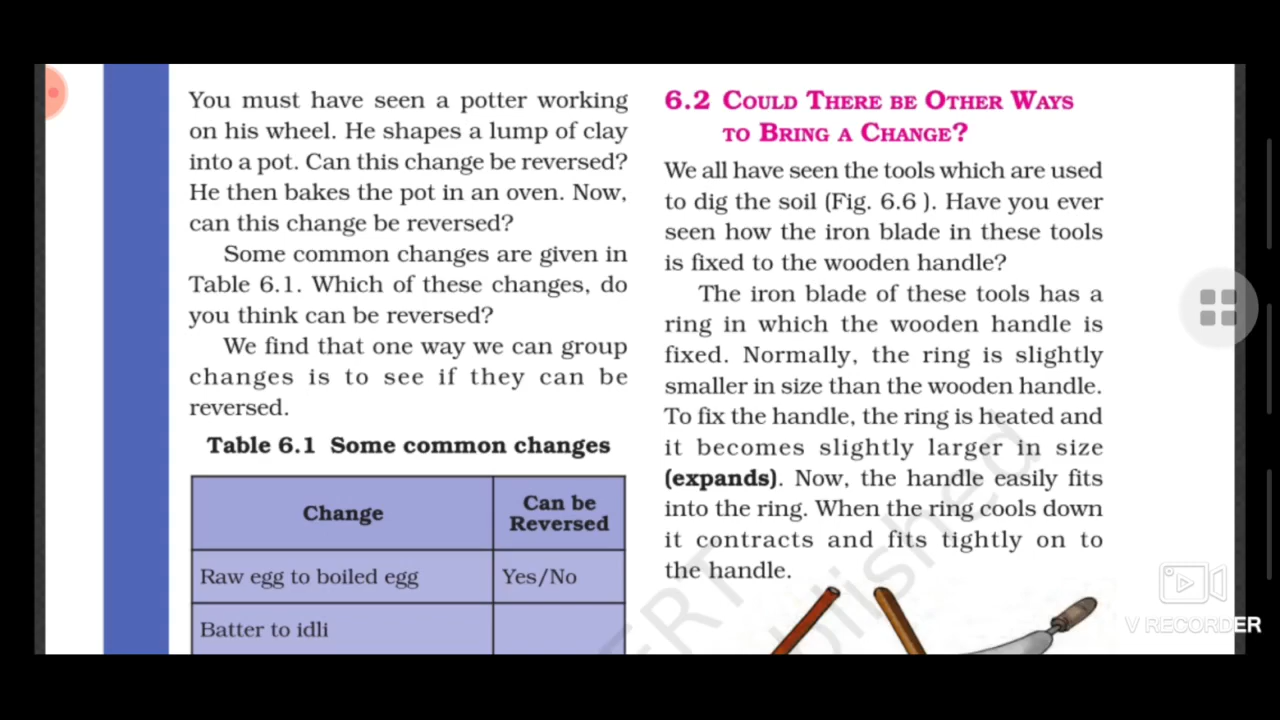 You must have seen a potter working
on his wheel. He shapes a lump of clay
into a pot. Can this change be reversed?
He then bakes the pot in an oven. Now,
can this change be reversed?
Some common changes are given in
Table 6.1. Which of these changes, do
you think can be reversed?
We find that one way we can group
changes is to see if they can be
reversed.
Table 6.1 Some common changes
Change
Can be
Reversed
Raw egg to boiled egg
Yes/No
Batter to idli
6.2 COULD THERE BE OTHER WAYS
TO BRING A CHANGE?
We all have seen the tools which are used
to dig the soil (Fig. 6.6 ). Have you ever
seen how the iron blade in these tools
is fixed to the wooden handle?
The iron blade of these tools has a
ring in which the wooden handle is
fixed. Normally, the ring is slightly
smaller in size than the wooden handle.
To fix the handle, the ring is heated and
it becomes slightly larger in size
(expands). Now, the handle easily fits
into the ring. When the ring cools down
it contracts and fits tightly on to
the handle.
V RECORDER